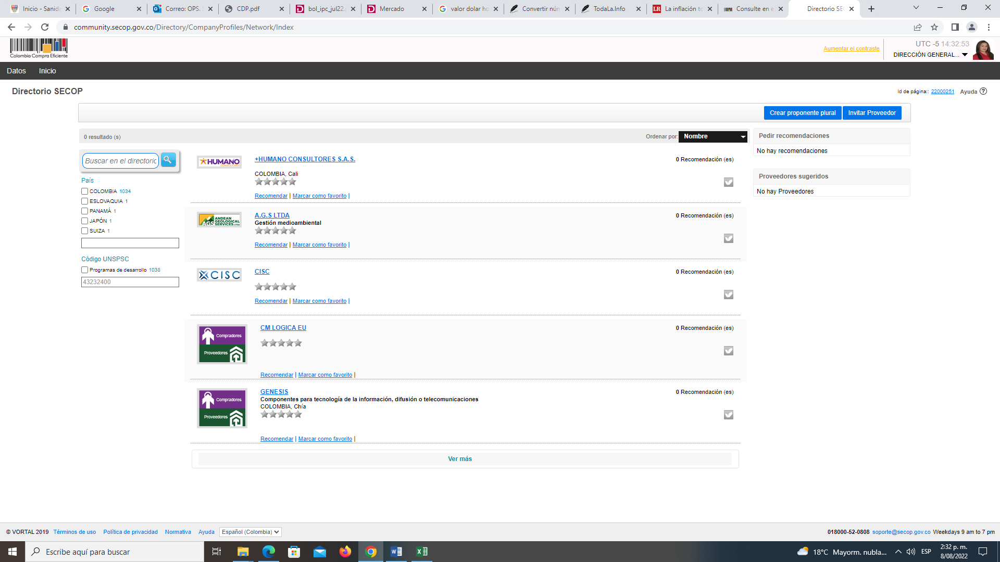 Inicio - Sanida
Google
Correo: OPS.
CDP.pdf
bol_ipc_jul22.
Mercado
valor dolar ho
Convertir núm
TodaLa.Info
LR La inflación to
Consulte en e
Directorio SE
community.secop.gov.co/Directory/CompanyProfiles/Network/Index
Colombia Compra Eficiente
Aumentar el contraste
UTC -5 14:32:53
DIRECCIÓN GENERAL...
Datos Inicio
Directorio SECOP
Id de página:: 22000251 Ayuda
Crear proponente plural Invitar Proveedor
0 resultado (s)
Ordenar por: Nombre
Buscar en el directorio
País
COLOMBIA 1034
ESLOVAQUIA 1
PANAMÁ 1
JAPÓN 1
SUIZA 1
Código UNSPSC
Programas de desarrollo 1038
43232400
HUMANO
CONSULTORES
+HUMANO CONSULTORES S.A.S.
0 Recomendación (es)
COLOMBIA, Cali
Recomendar | Marcar como favorito |
AGS ANDEAN
GEOLOGICAL
SERVICES LTDA
A.G.S LTDA
0 Recomendación (es)
Gestión medioambiental
Recomendar | Marcar como favorito |
CISC
CISC
0 Recomendación (es)
Recomendar | Marcar como favorito |
Compradores
Proveedores
CM LOGICA EU
0 Recomendación (es)
Recomendar | Marcar como favorito |
Compradores
Proveedores
GENESIS
0 Recomendación (es)
Componentes para tecnología de la información, difusión o telecomunicaciones
COLOMBIA, Chía
Recomendar | Marcar como favorito |
Ver más
Pedir recomendaciones
No hay recomendaciones
Proveedores sugeridos
No hay Proveedores
© VORTAL 2019 Términos de uso Política de privacidad Normativa Ayuda Español (Colombia)
018000-52-0808 soporte@secop.gov.co Weekdays 9 am to 7 pm
Escribe aquí para buscar
18°C Mayorm. nubla...
ESP
2:32 p. m.
8/08/2022